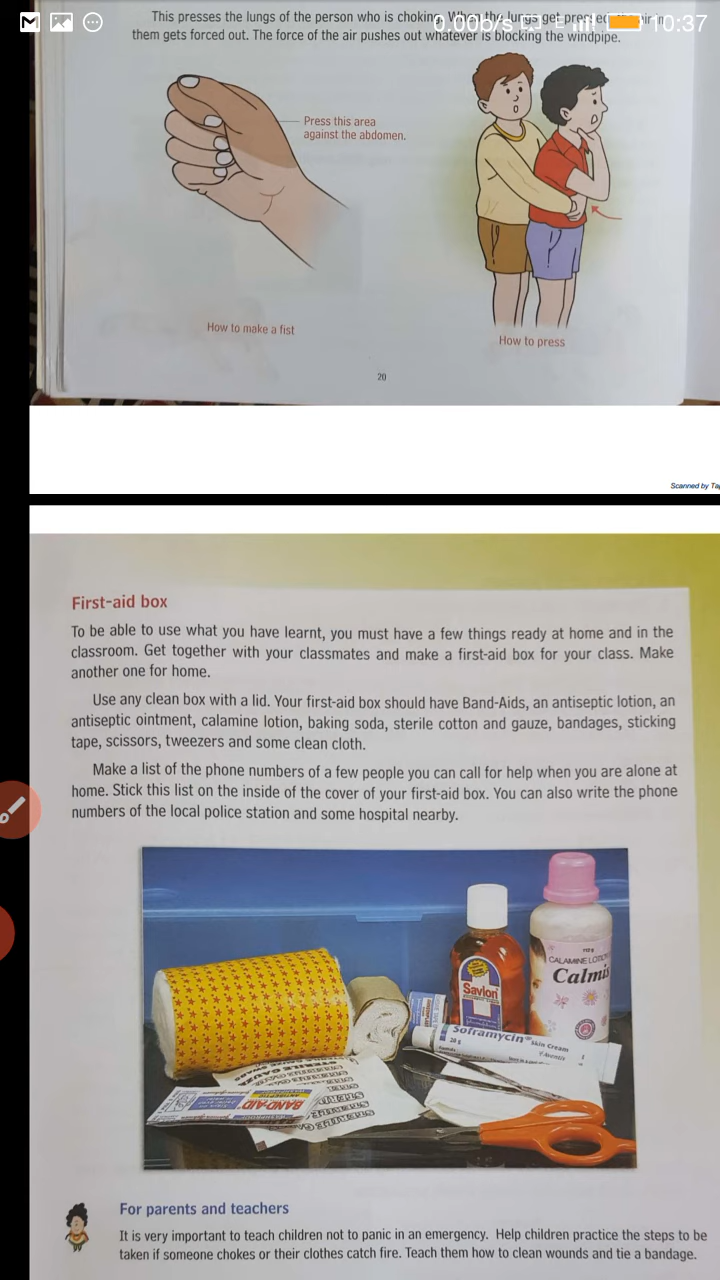 This presses the lungs of the person who is choking. When the lungs get pressed, the air in
them gets forced out. The force of the air pushes out whatever is blocking the windpipe.
0.00b/s 10:37
Press this area
against the abdomen.
How to make a fist
How to press
20
Scanned by Ta
First-aid box
To be able to use what you have learnt, you must have a few things ready at home and in the
classroom. Get together with your classmates and make a first-aid box for your class. Make
another one for home.
Use any clean box with a lid. Your first-aid box should have Band-Aids, an antiseptic lotion, an
antiseptic ointment, calamine lotion, baking soda, sterile cotton and gauze, bandages, sticking
tape, scissors, tweezers and some clean cloth.
Make a list of the phone numbers of a few people you can call for help when you are alone at
home. Stick this list on the inside of the cover of your first-aid box. You can also write the phone
numbers of the local police station and some hospital nearby.
CALAMINE LOTIO
Calmis
Savlon
Soframycin Skin Cream
BAND-AID
STERILE
For parents and teachers
It is very important to teach children not to panic in an emergency. Help children practice the steps to be
taken if someone chokes or their clothes catch fire. Teach them how to clean wounds and tie a bandage.